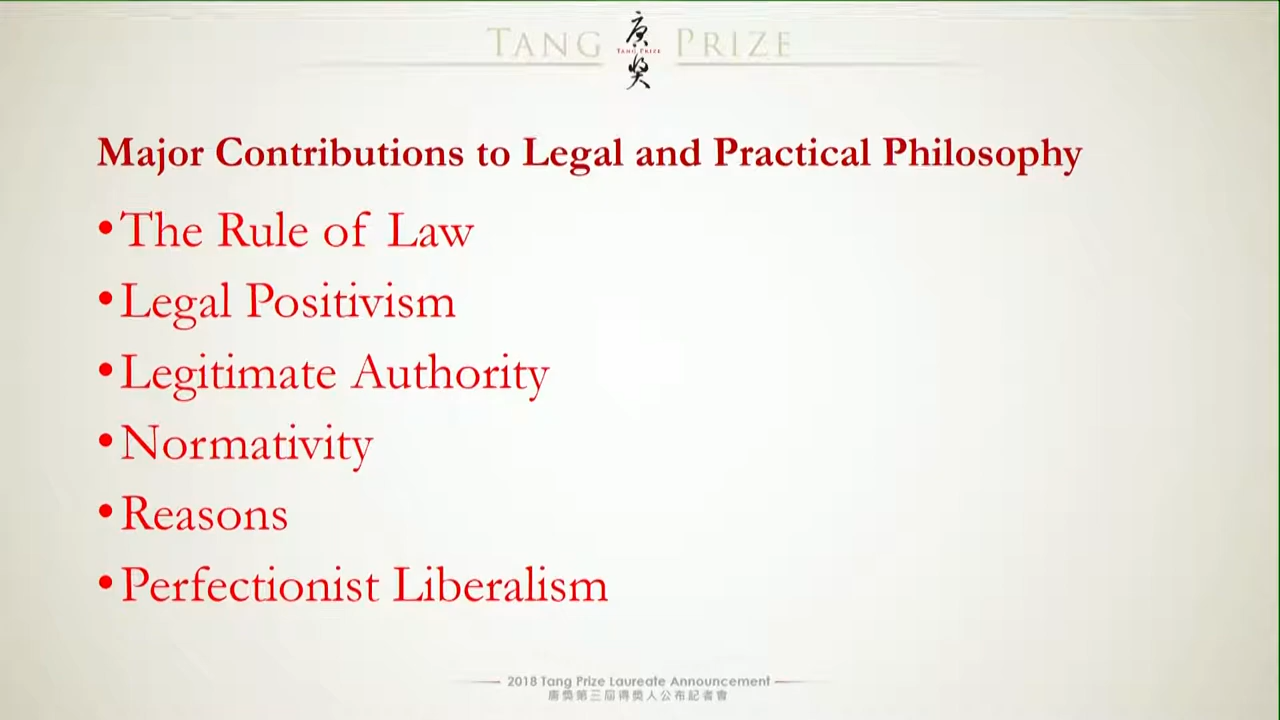 TANG 唐獎 PRIZE
TANG PRIZE
Major Contributions to Legal and Practical Philosophy
•The Rule of Law
•Legal Positivism
•Legitimate Authority
•Normativity
•Reasons
•Perfectionist Liberalism
2018 Tang Prize Laureate Announcement
唐獎第三屆得獎人公布記者會